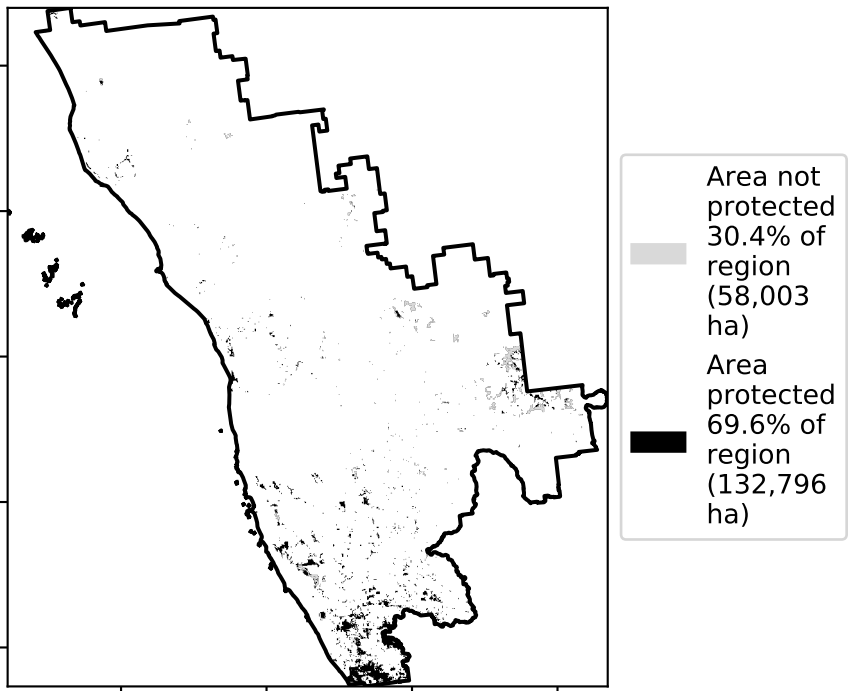 Area not
protected
30.4% of
region
(58,003
ha)
Area
protected
69.6% of
region
(132,796
ha)